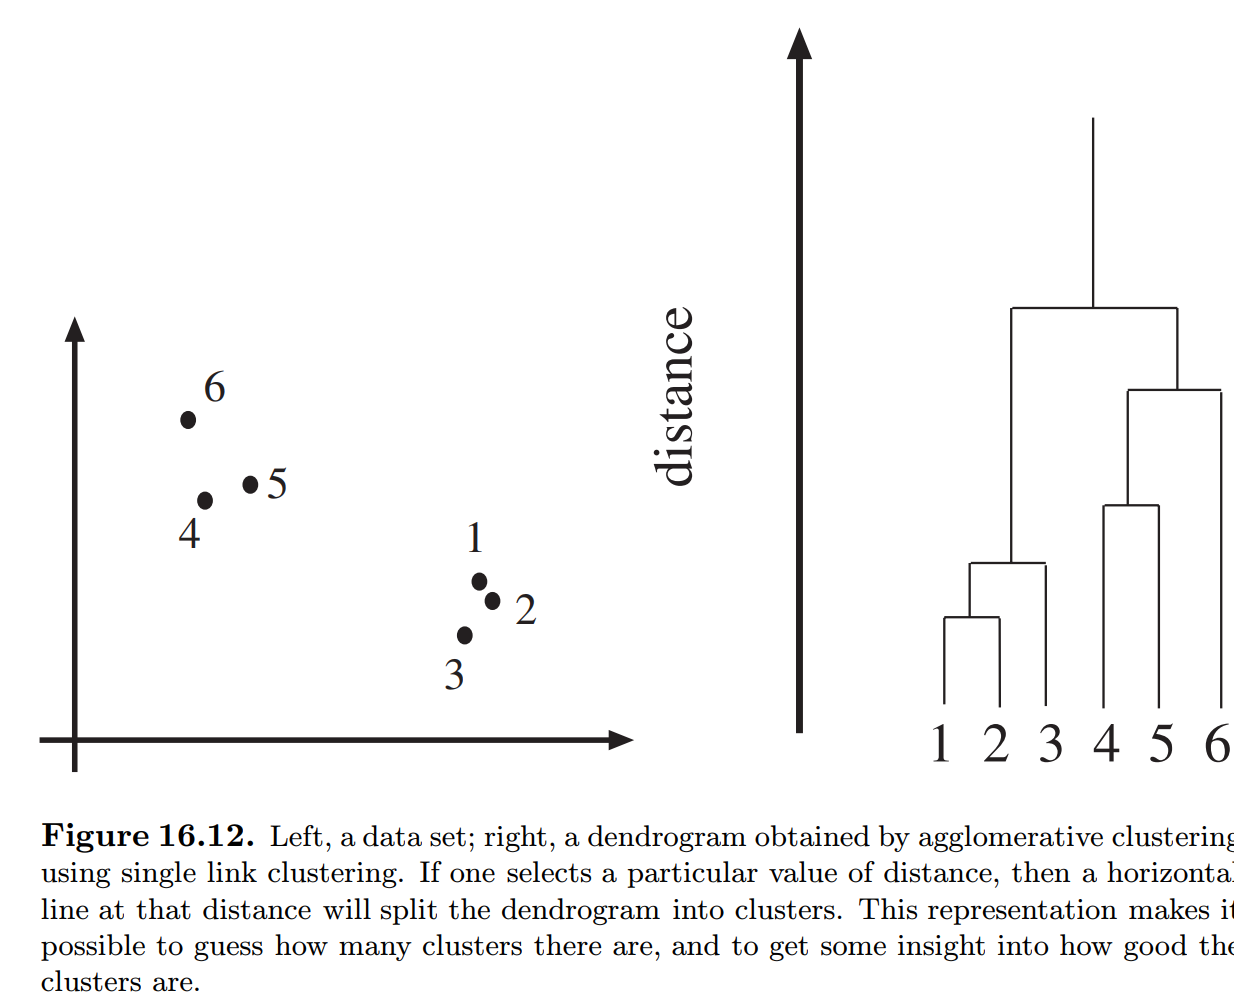 6
5
4
1
2
3
distance
1 2 3 4 5 6
Figure 16.12. Left, a data set; right, a dendrogram obtained by agglomerative clustering
using single link clustering. If one selects a particular value of distance, then a horizontal
line at that distance will split the dendrogram into clusters. This representation makes it
possible to guess how many clusters there are, and to get some insight into how good the
clusters are.